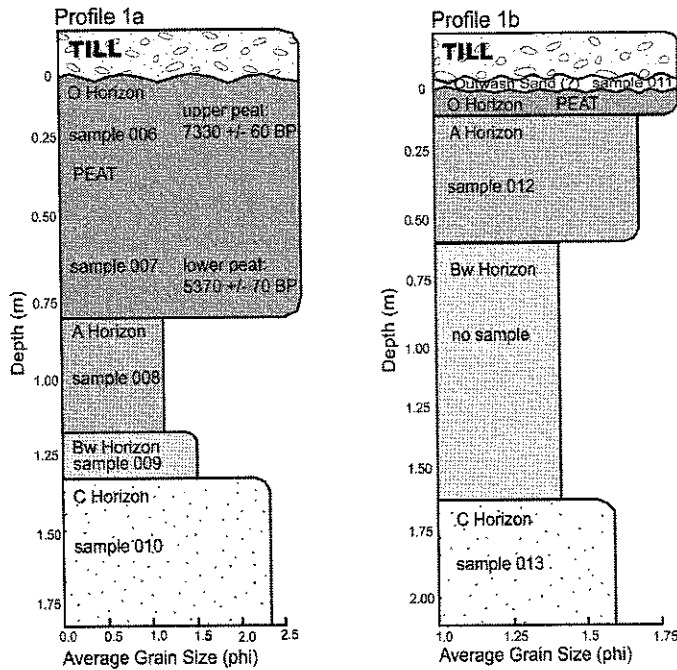 Profile 1a
TILL
0
O Horizon
upper peat:
sample 006
7330 +/- 60 BP
0.25
PEAT
0.50
sample 007
lower peat:
5370 +/- 70 BP
0.75
A Horizon
1.00
sample 008
Bw Horizon
sample 009
1.25
C Horizon
1.50
sample 010
1.75
Depth (m)
0.0 0.5 1.0 1.5 2.0 2.5
Average Grain Size (phi)
Profile 1b
TILL
Outwash Sand (?) sample 011
0
O Horizon PEAT
A Horizon
0.25
sample 012
0.50
Bw Horizon
0.75
no sample
1.00
1.25
1.50
C Horizon
1.75
sample 013
2.00
Depth (m)
1.0 1.25 1.50 1.75
Average Grain Size (phi)